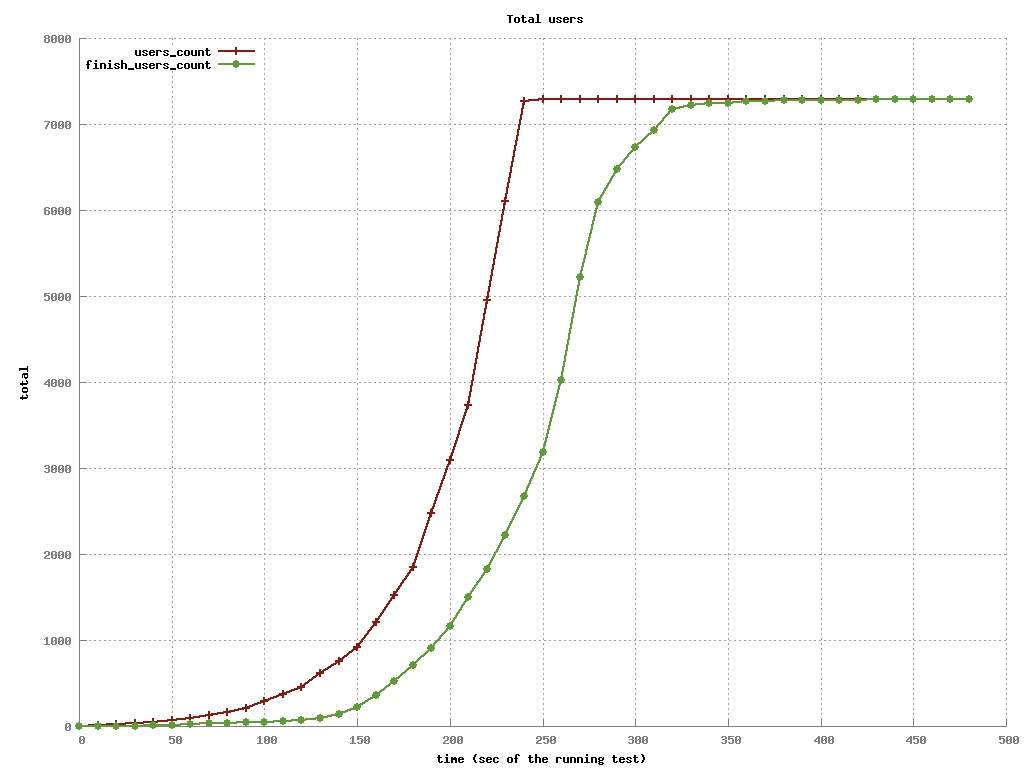 Total users
8000
users_count
finish_users_count
7000
6000
5000
total
4000
3000
2000
1000
0
0 50 100 150 200 250 300 350 400 450 500
time (sec of the running test)